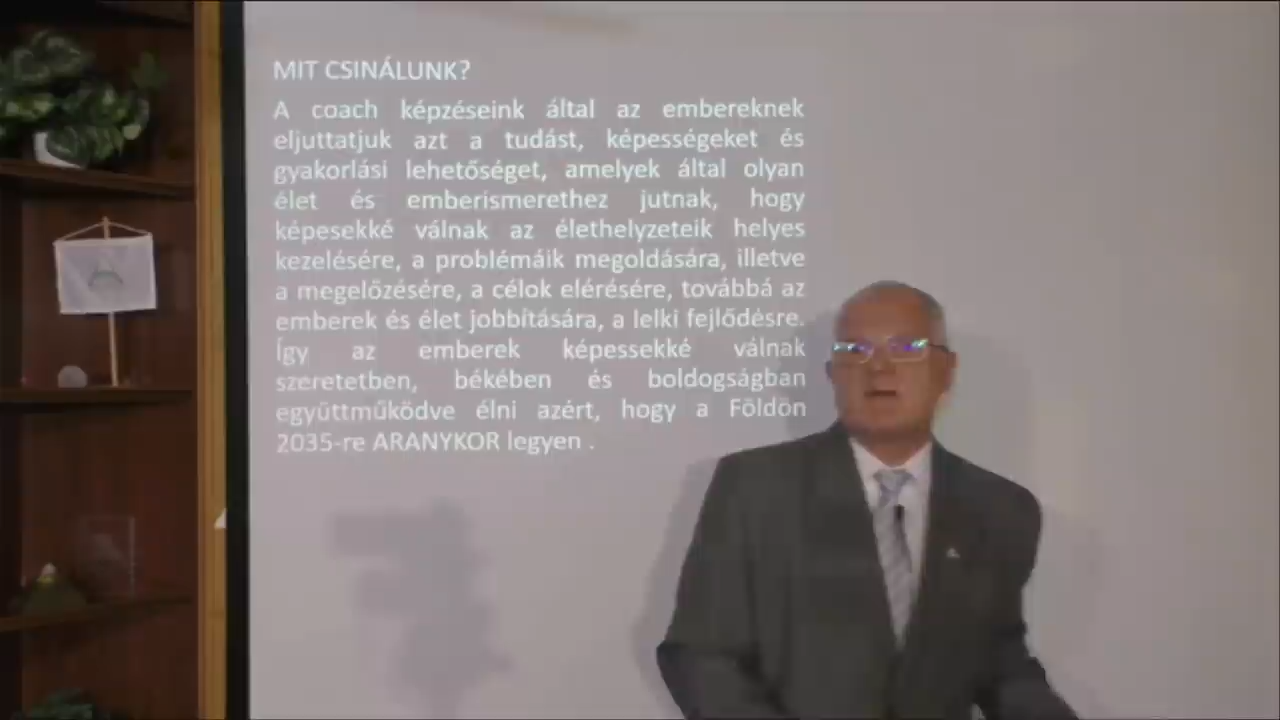 MIT CSINÁLUNK?
A coach képzéseink által az embereknek
eljuttatjuk azt a tudást, képességeket és
gyakorlási lehetőséget, amelyek által olyan
élet és emberismerethez jutnak, hogy
képesekké válnak az élethelyzeteik helyes
kezelésére, a problémáik megoldására, illetve
a megelőzésére, a célok elérésére, továbbá az
emberek és élet jobbítására, a lelki fejlődésre.
Így az emberek képessekké válnak
szeretetben, békében és boldogságban
együttműködve élni azért, hogy a Földön
2035-re ARANYKOR legyen .